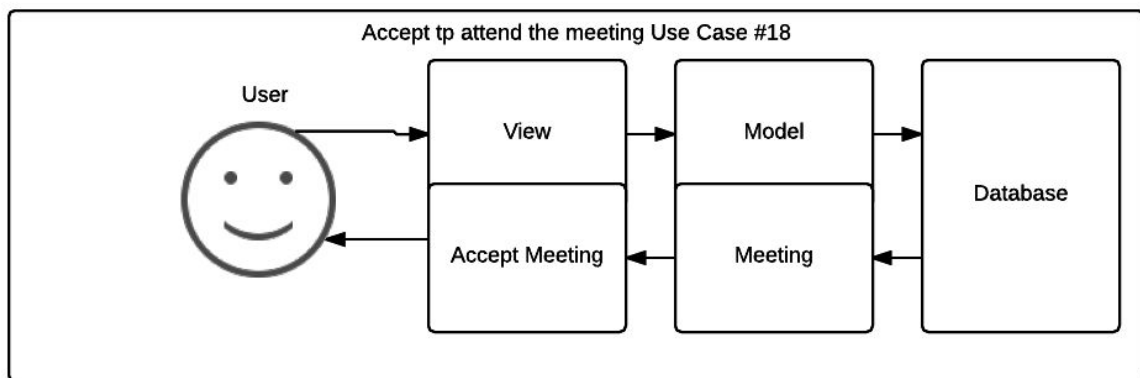 Accept tp attend the meeting Use Case #18
User
View
Model
Database
Accept Meeting
Meeting